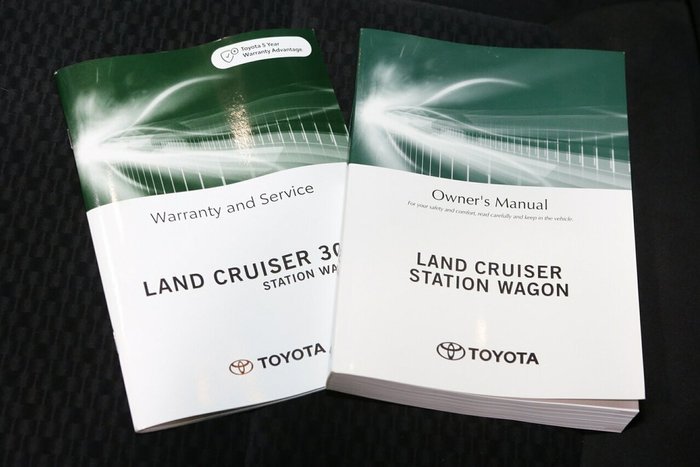 Toyota 5 Year
Warranty Advantage
Warranty and Service
LAND CRUISER 30
STATION WA
TOYOTA
Owner's Manual
For your safety and comfort, read carefully and keep in the vehicle.
LAND CRUISER
STATION WAGON
TOYOTA